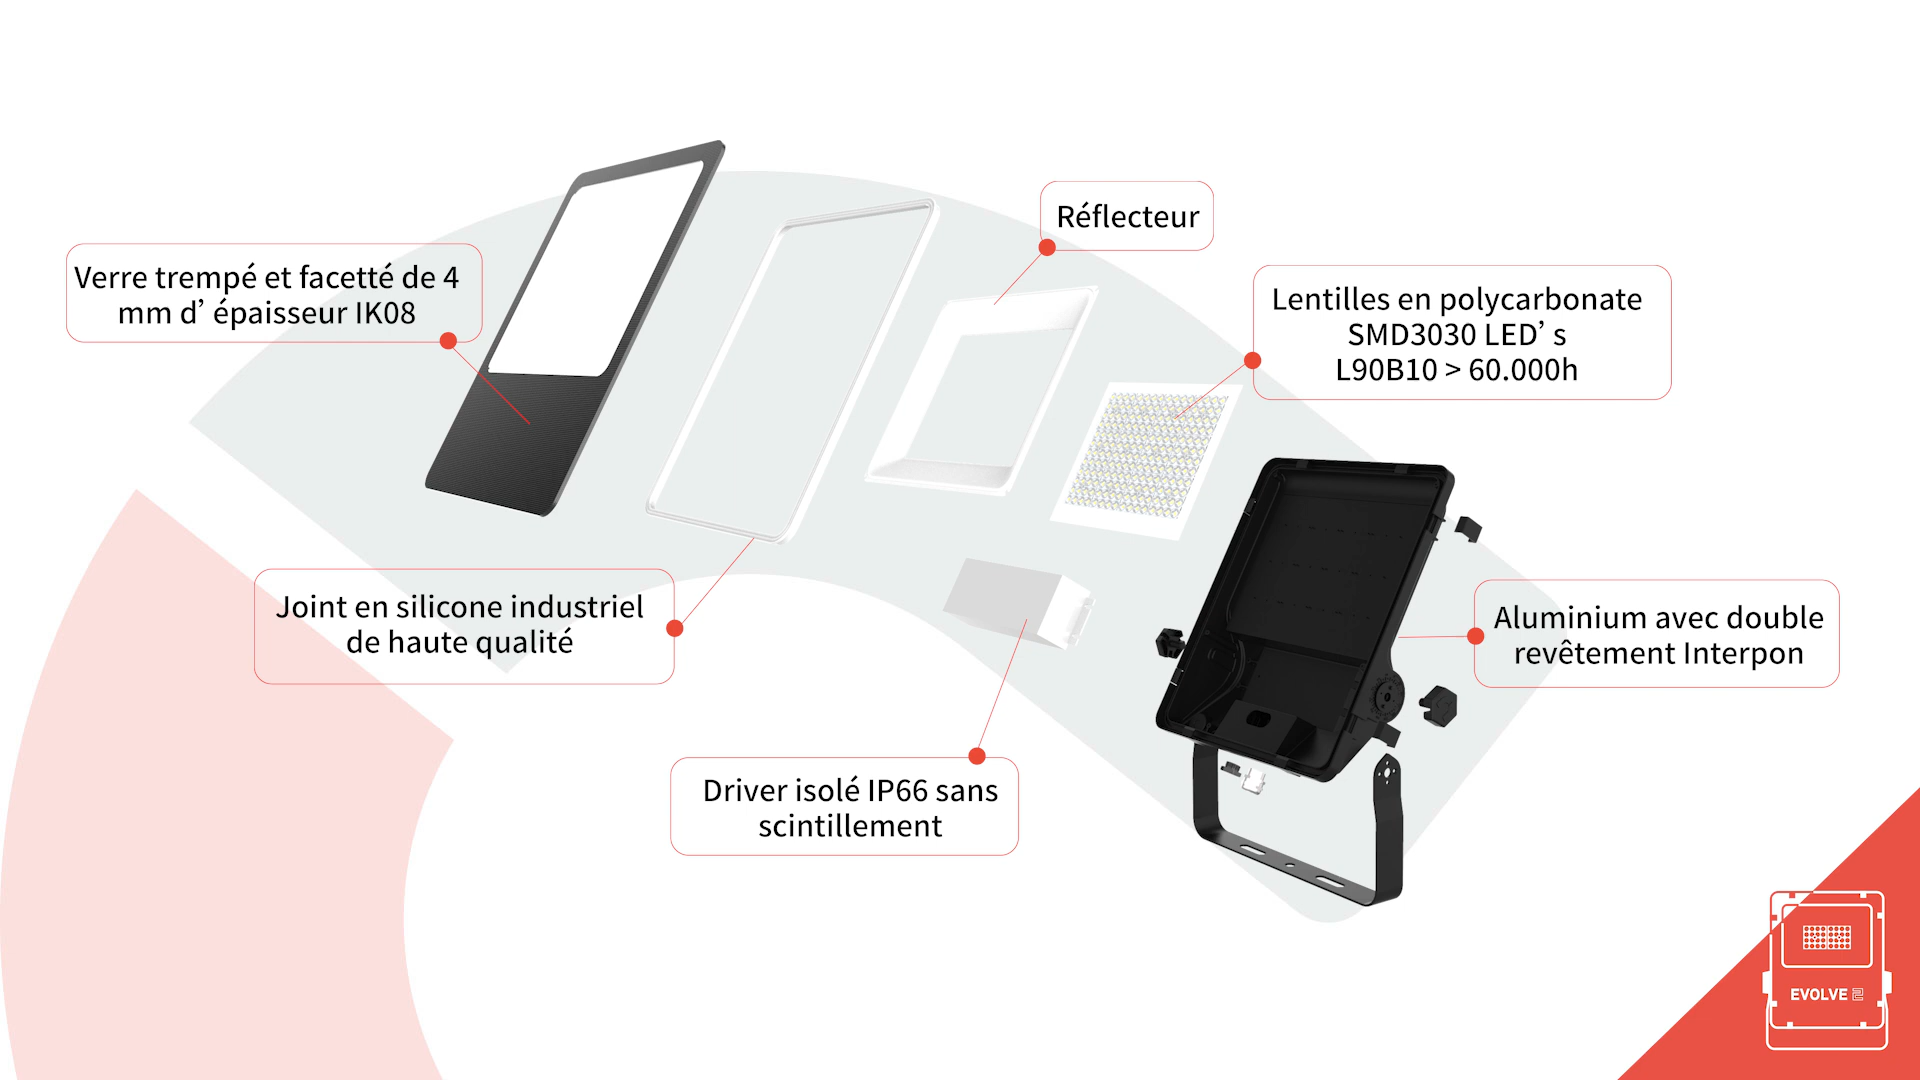 Réflecteur
Verre trempé et facetté de 4
mm d’ épaisseur IK08
Lentilles en polycarbonate
SMD3030 LED’ s
L90B10 > 60.000h
Joint en silicone industriel
de haute qualité
Aluminium avec double
revêtement Interpon
Driver isolé IP66 sans
scintillement
EVOLVE 2